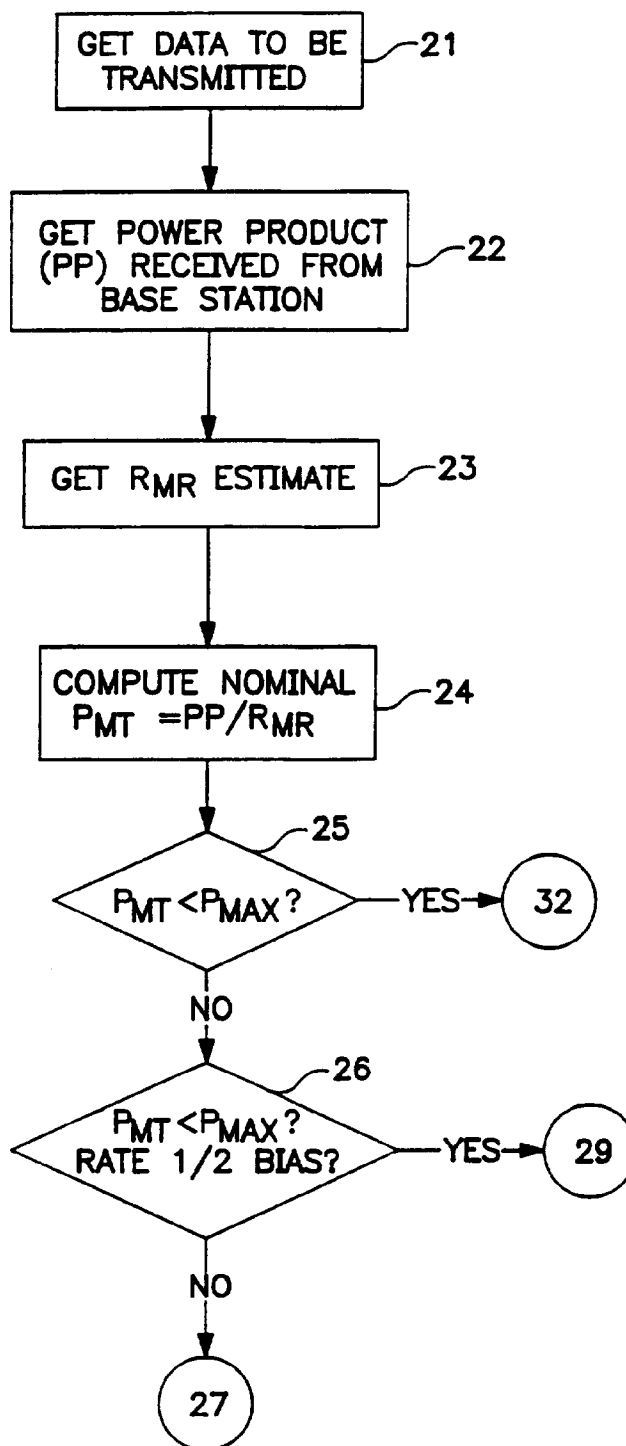 GET DATA TO BE
TRANSMITTED
21
GET POWER PRODUCT
(PP) RECEIVED FROM
BASE STATION
22
GET RMR ESTIMATE
23
COMPUTE NOMINAL
PMT =PP/RMR
24
25
PMT<PMAX?
YES
32
NO
26
PMT<PMAX?
RATE 1/2 BIAS?
YES
29
NO
27